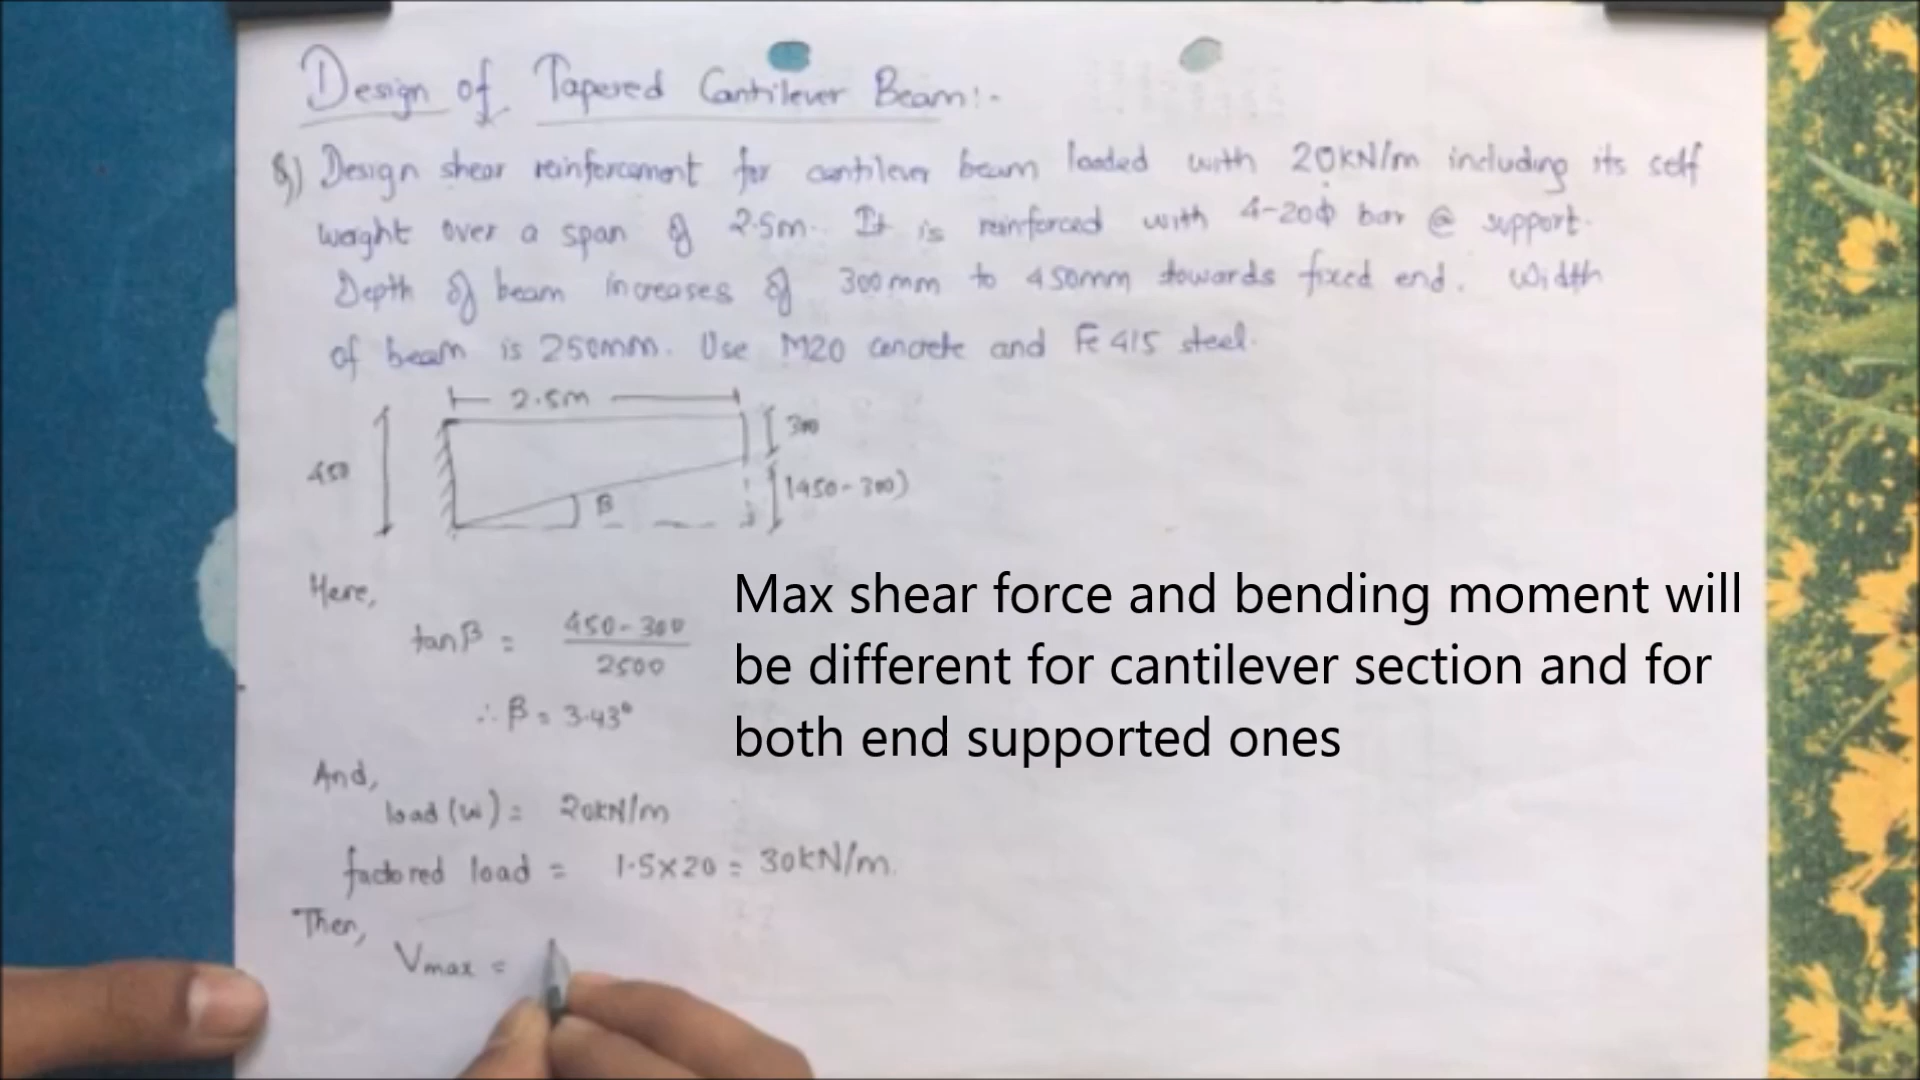 Design of Tapered Cantilever Beam:-
Q) Design shear reinforcement for cantilever beam loaded with 20kN/m including its self
weight over a span of 2.5m. It is reinforced with 4-20ϕ bar @ support.
Depth of beam increases of 300mm to 450mm towards fixed end. Width
of beam is 250mm. Use M20 concrete and Fe 415 steel.
2.5m
300
450
(450-300)
β
Here,
tanβ = 450-300
2500
∴ β = 3.43°
Max shear force and bending moment will
be different for cantilever section and for
both end supported ones
And,
load (w) = 20kN/m
factored load = 1.5×20 = 30kN/m.
Then,
Vmax =